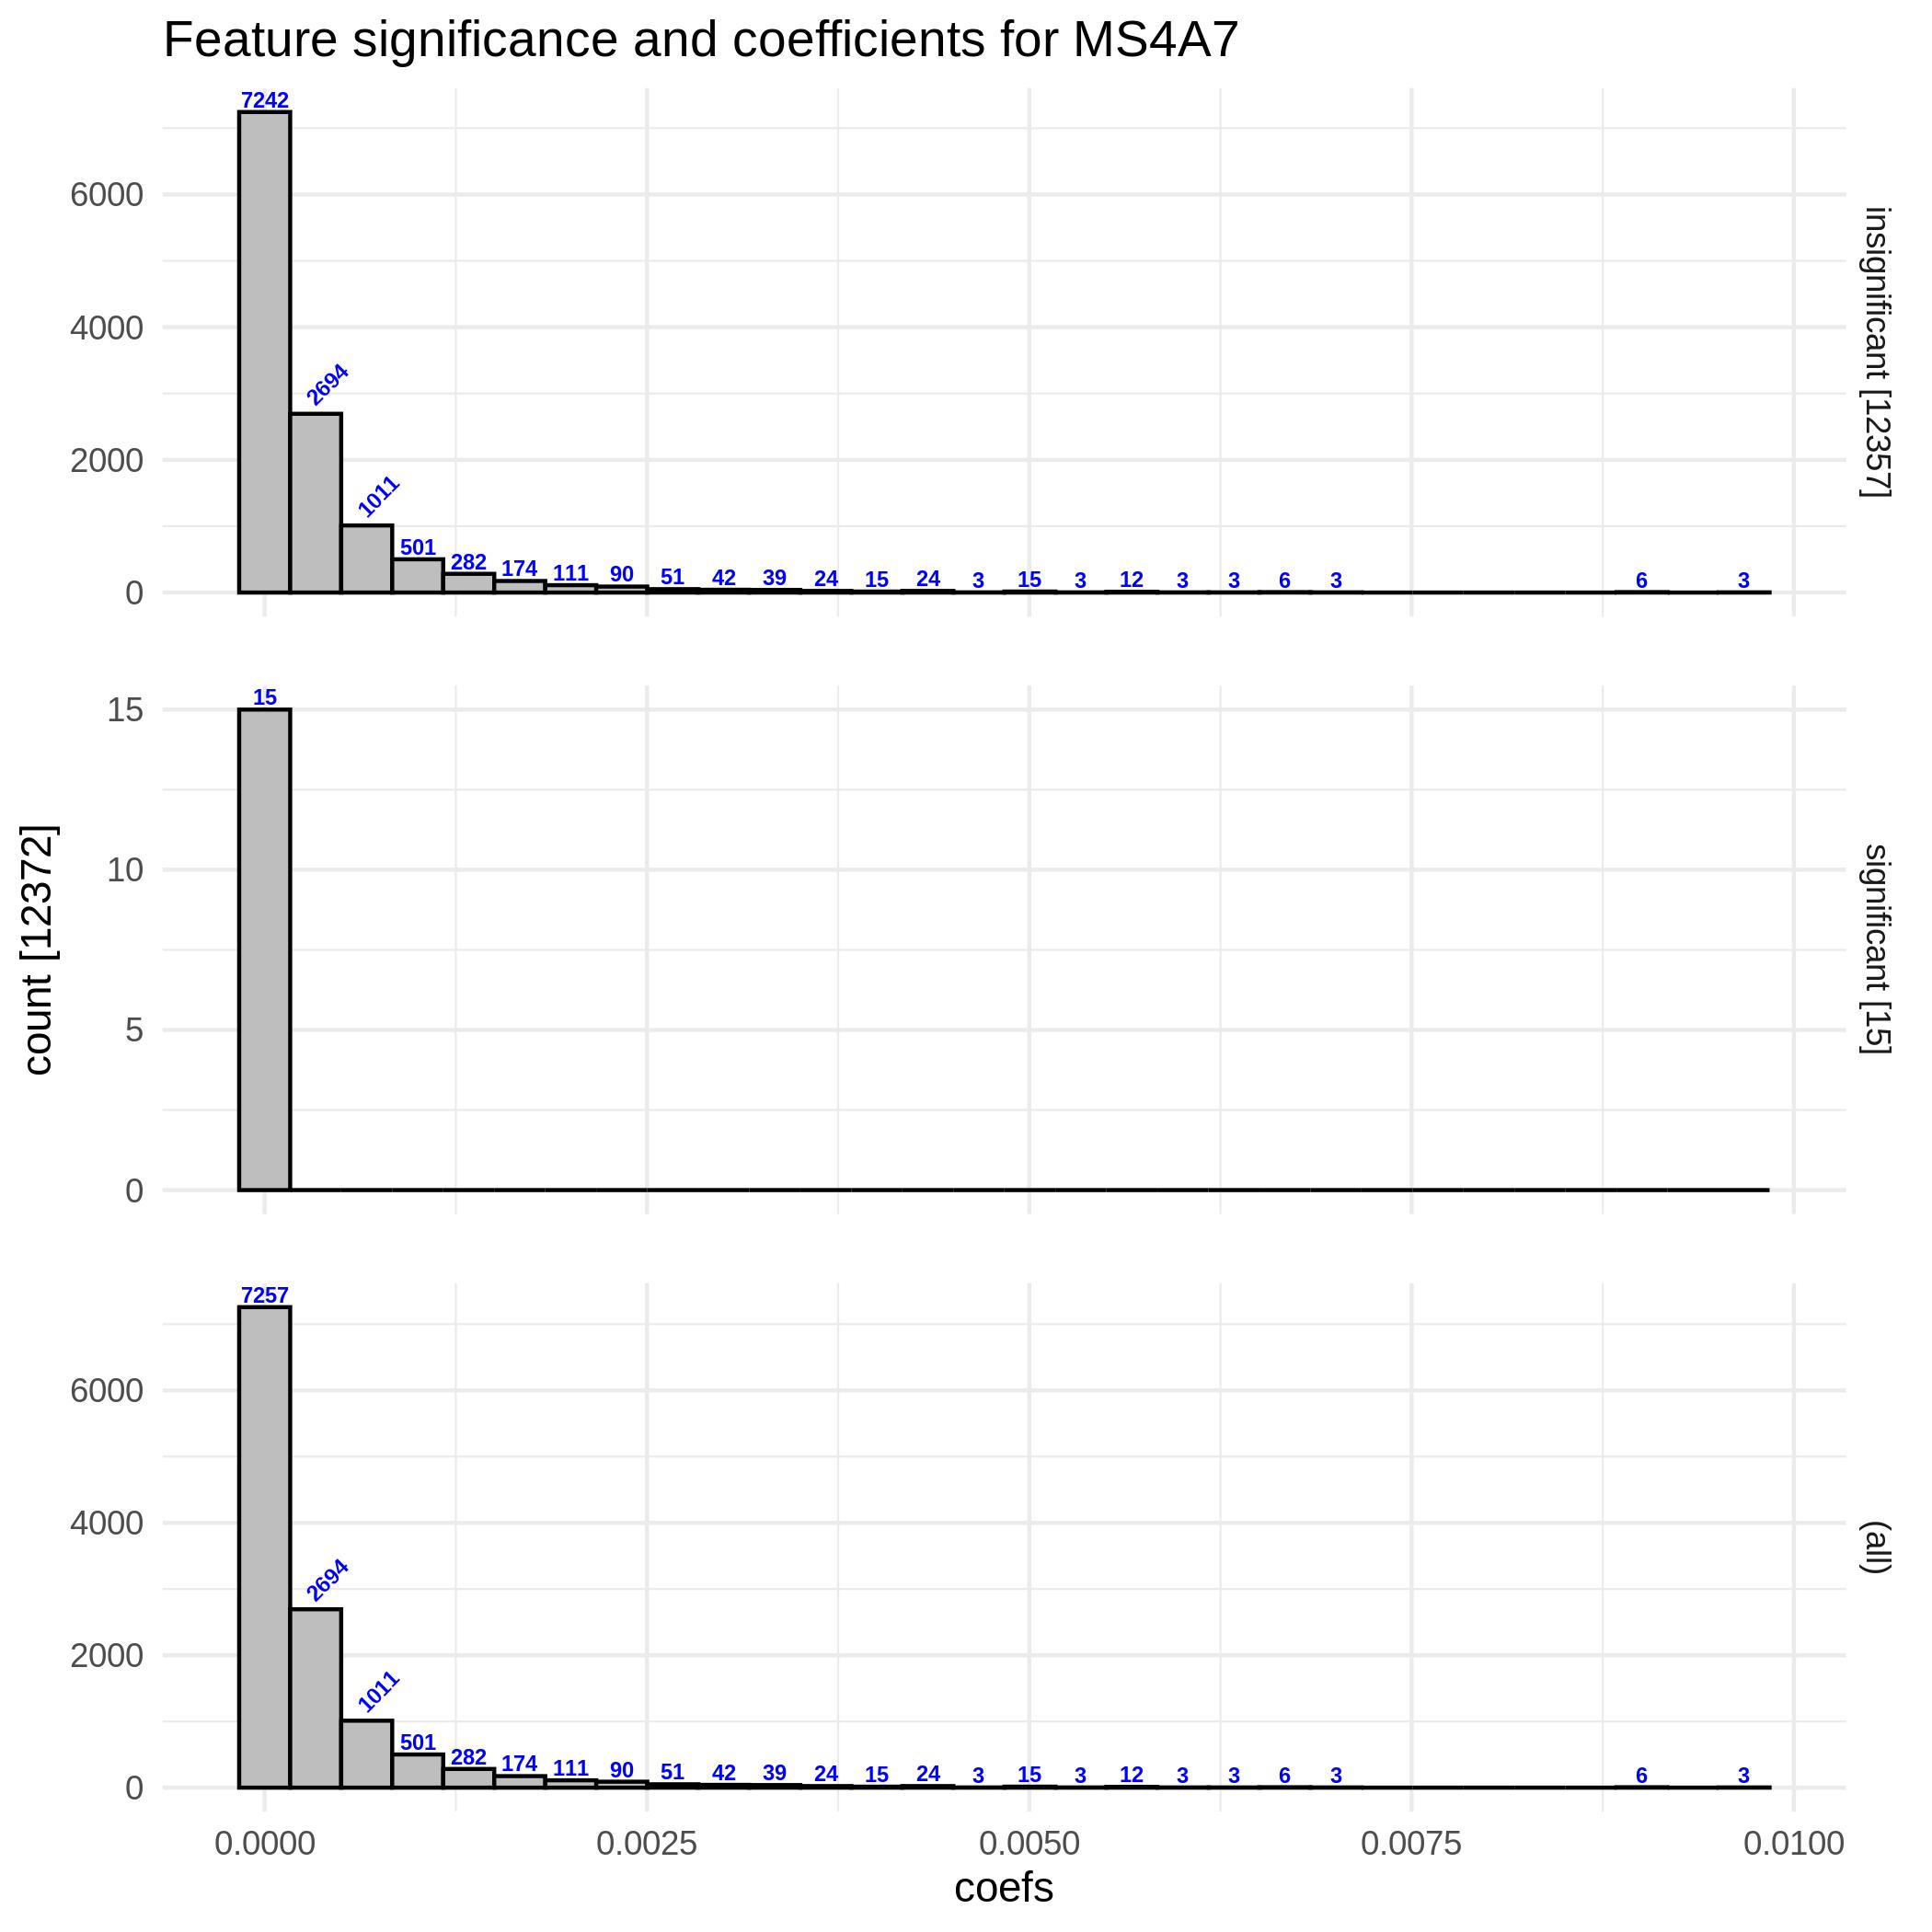 Feature significance and coefficients for MS4A7
count [12372]
6000
4000
2000
0
7242
2694
1011
501 282 174 111 90 51 42 39 24 15 24 3 15 3 12 3 3 6 3 6 3
insignificant [12357]
15
10
5
0
15
significant [15]
6000
4000
2000
0
7257
2694
1011
501 282 174 111 90 51 42 39 24 15 24 3 15 3 12 3 3 6 3 6 3
(all)
0.0000 0.0025 0.0050 0.0075 0.0100
coefs